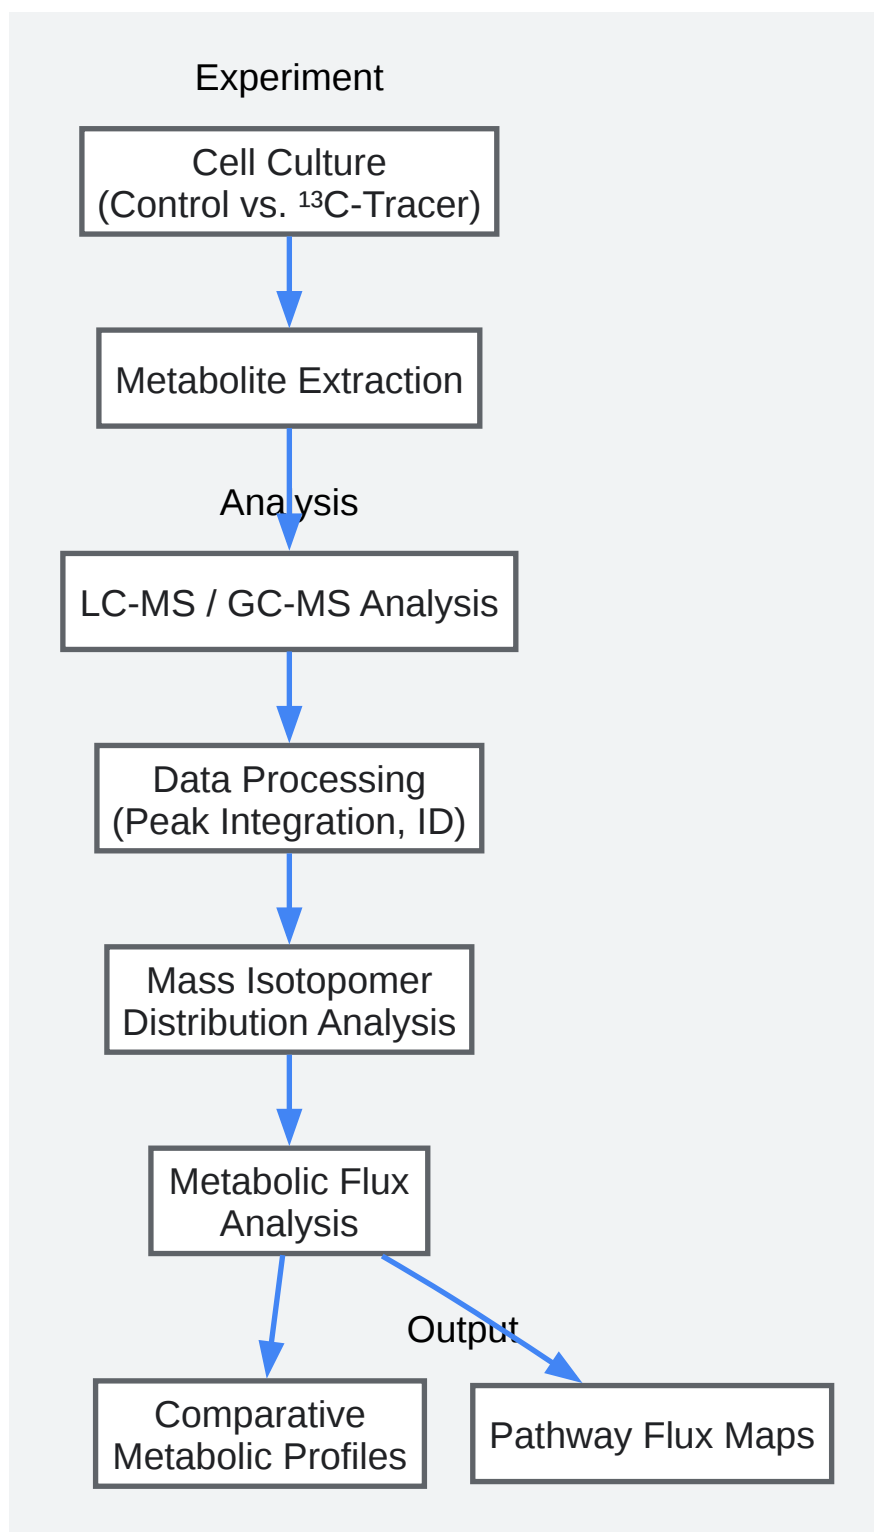 Experiment
Cell Culture
(Control vs. ¹³C-Tracer)
Metabolite Extraction
Analysis
LC-MS / GC-MS Analysis
Data Processing
(Peak Integration, ID)
Mass Isotopomer
Distribution Analysis
Metabolic Flux
Analysis
Output
Comparative
Metabolic Profiles
Pathway Flux Maps